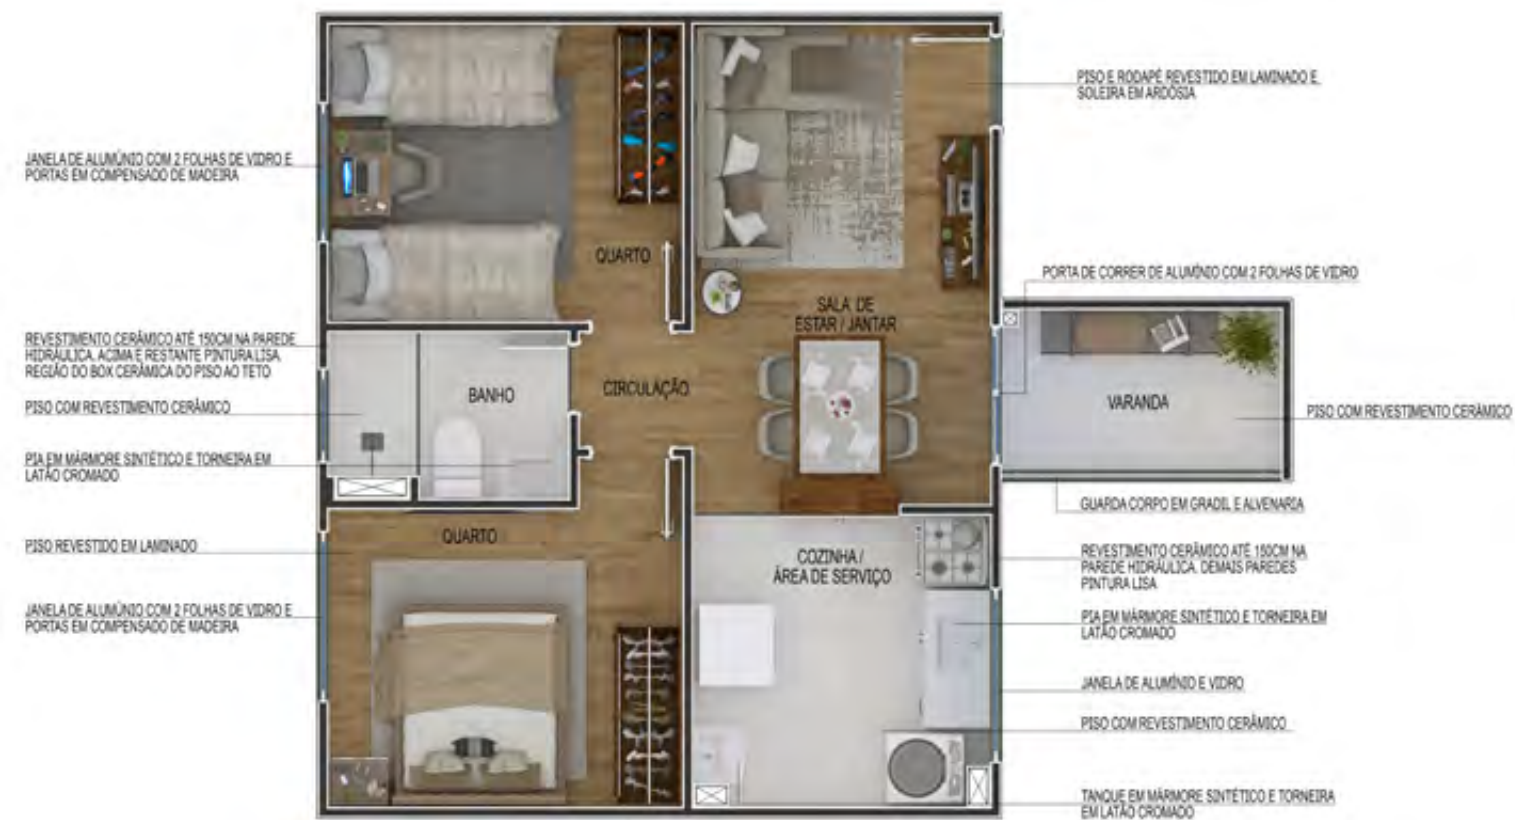 JANELA DE ALUMÚNIO COM 2 FOLHAS DE VIDRO E
PORTAS EM COMPENSADO DE MADEIRA
REVESTIMENTO CERÂMICO ATÉ 150CM NA PAREDE
HIDRÁULICA. ACIMA E RESTANTE PINTURA LISA.
REGIÃO DO BOX CERÂMICA DO PISO AO TETO
PISO COM REVESTIMENTO CERÂMICO
PIA EM MÁRMORE SINTÉTICO E TORNEIRA EM
LATÃO CROMADO
PISO REVESTIDO EM LAMINADO
JANELA DE ALUMÚNIO COM 2 FOLHAS DE VIDRO E
PORTAS EM COMPENSADO DE MADEIRA
QUARTO
SALA DE
ESTAR / JANTAR
BANHO
CIRCULAÇÃO
VARANDA
QUARTO
COZINHA /
ÁREA DE SERVIÇO
PISO E RODAPÉ REVESTIDO EM LAMINADO E
SOLEIRA EM ARDÓSIA
PORTA DE CORRER DE ALUMÍNIO COM 2 FOLHAS DE VIDRO
PISO COM REVESTIMENTO CERÂMICO
GUARDA CORPO EM GRADIL E ALVENARIA
REVESTIMENTO CERÂMICO ATÉ 150CM NA
PAREDE HIDRÁULICA. DEMAIS PAREDES
PINTURA LISA
PIA EM MÁRMORE SINTÉTICO E TORNEIRA EM
LATÃO CROMADO
JANELA DE ALUMÍNIO E VIDRO
PISO COM REVESTIMENTO CERÂMICO
TANQUE EM MÁRMORE SINTÉTICO E TORNEIRA
EM LATÃO CROMADO